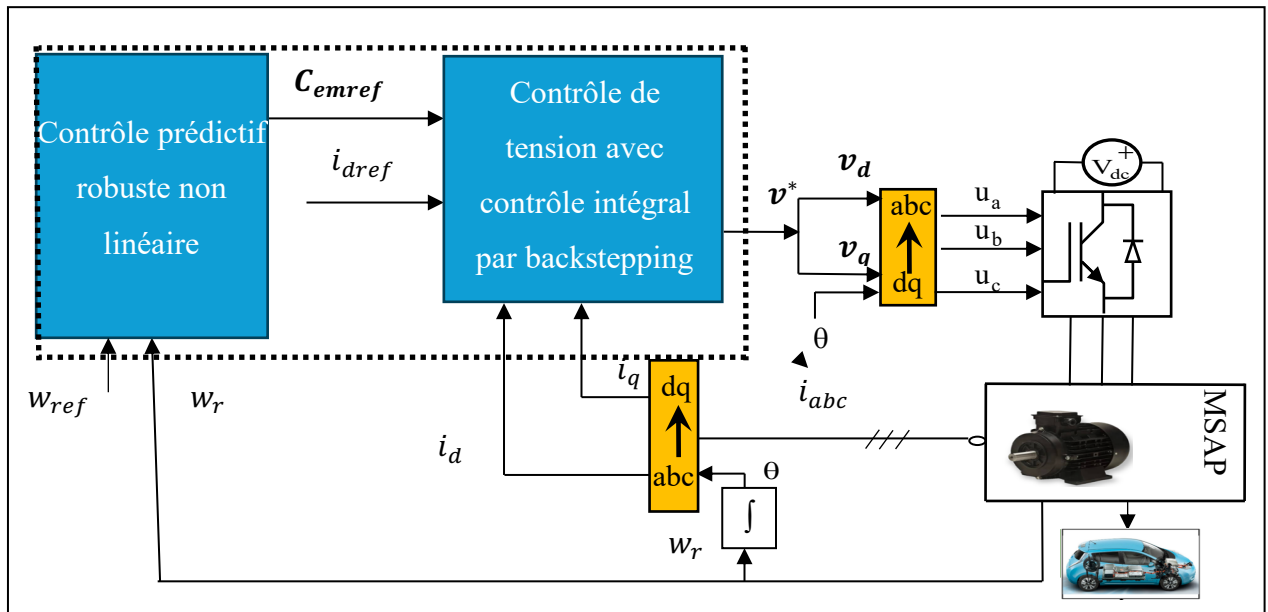 Contrôle prédictif
robuste non
linéaire
C_emref
i_dref
Contrôle de
tension avec
contrôle intégral
par backstepping
v*
v_d
v_q
abc
dq
θ
i_abc
u_a
u_b
u_c
+
V_dc
MSAP
w_ref
w_r
i_q
i_d
dq
abc
θ
∫
w_r